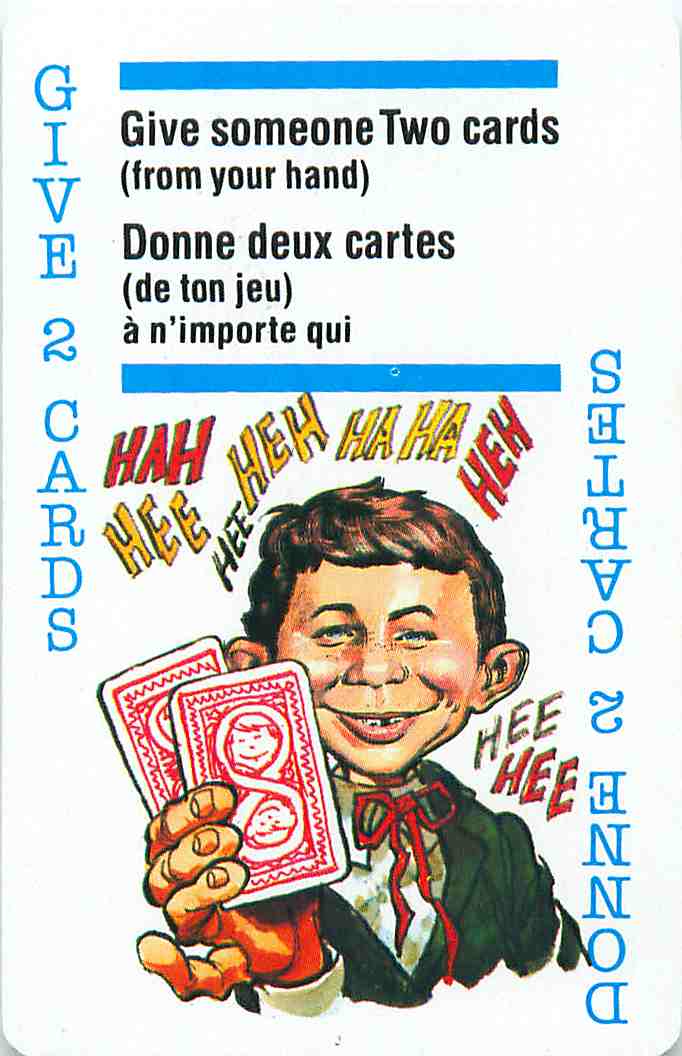 GIVE 2 CARDS
Give someone Two cards
(from your hand)
Donne deux cartes
(de ton jeu)
à n'importe qui
HAH
HEE
HEE
HEH
HA HA
HEH
HEE
HEE
DONNE 2 CARTES